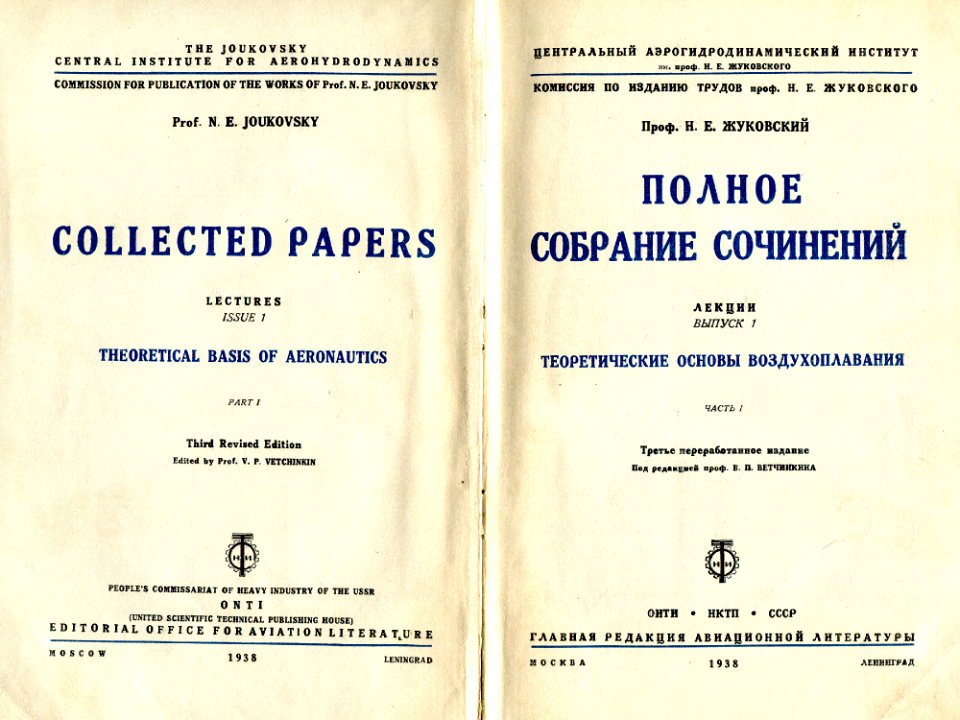 THE JOUKOVSKY
CENTRAL INSTITUTE FOR AEROHYDRODYNAMICS
COMMISSION FOR PUBLICATION OF THE WORKS OF Prof. N. E. JOUKOVSKY
Prof. N. E. JOUKOVSKY
COLLECTED PAPERS
LECTURES
ISSUE 1
THEORETICAL BASIS OF AERONAUTICS
PART I
Third Revised Edition
Edited by Prof. V. P. VETCHINKIN
ОНТИ
PEOPLE'S COMMISSARIAT OF HEAVY INDUSTRY OF THE USSR
ONTI
(UNITED SCIENTIFIC TECHNICAL PUBLISHING HOUSE)
EDITORIAL OFFICE FOR AVIATION LITERATURE
MOSCOW 1938 LENINGRAD
ЦЕНТРАЛЬНЫЙ АЭРОГИДРОДИНАМИЧЕСКИЙ ИНСТИТУТ
им. проф. Н. Е. ЖУКОВСКОГО
КОМИССИЯ ПО ИЗДАНИЮ ТРУДОВ проф. Н. Е. ЖУКОВСКОГО
Проф. Н. Е. ЖУКОВСКИЙ
ПОЛНОЕ
СОБРАНИЕ СОЧИНЕНИЙ
ЛЕКЦИИ
ВЫПУСК 1
ТЕОРЕТИЧЕСКИЕ ОСНОВЫ ВОЗДУХОПЛАВАНИЯ
ЧАСТЬ I
Третье переработанное издание
Под редакцией проф. В. П. ВЕТЧИНКИНА
ОНТИ
ОНТИ • НКТП • СССР
ГЛАВНАЯ РЕДАКЦИЯ АВИАЦИОННОЙ ЛИТЕРАТУРЫ
МОСКВА 1938 ЛЕНИНГРАД